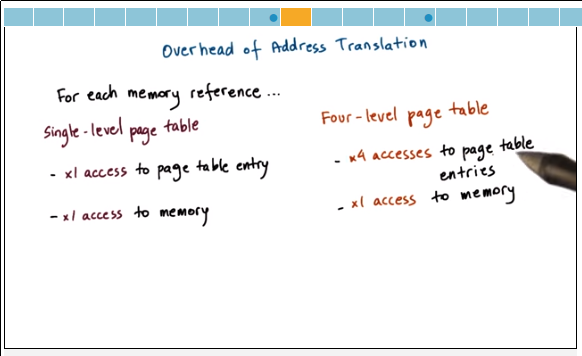 Overhead of Address Translation
For each memory reference ...
Single-level page table
- x1 access to page table entry
- x1 access to memory
Four-level page table
- x4 accesses to page table
entries
- x1 access to memory